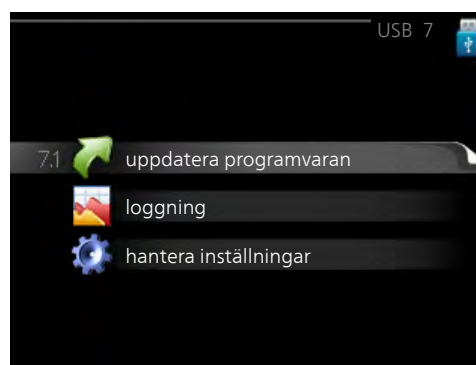 USB 7
7.1 uppdatera programvaran
loggning
hantera inställningar